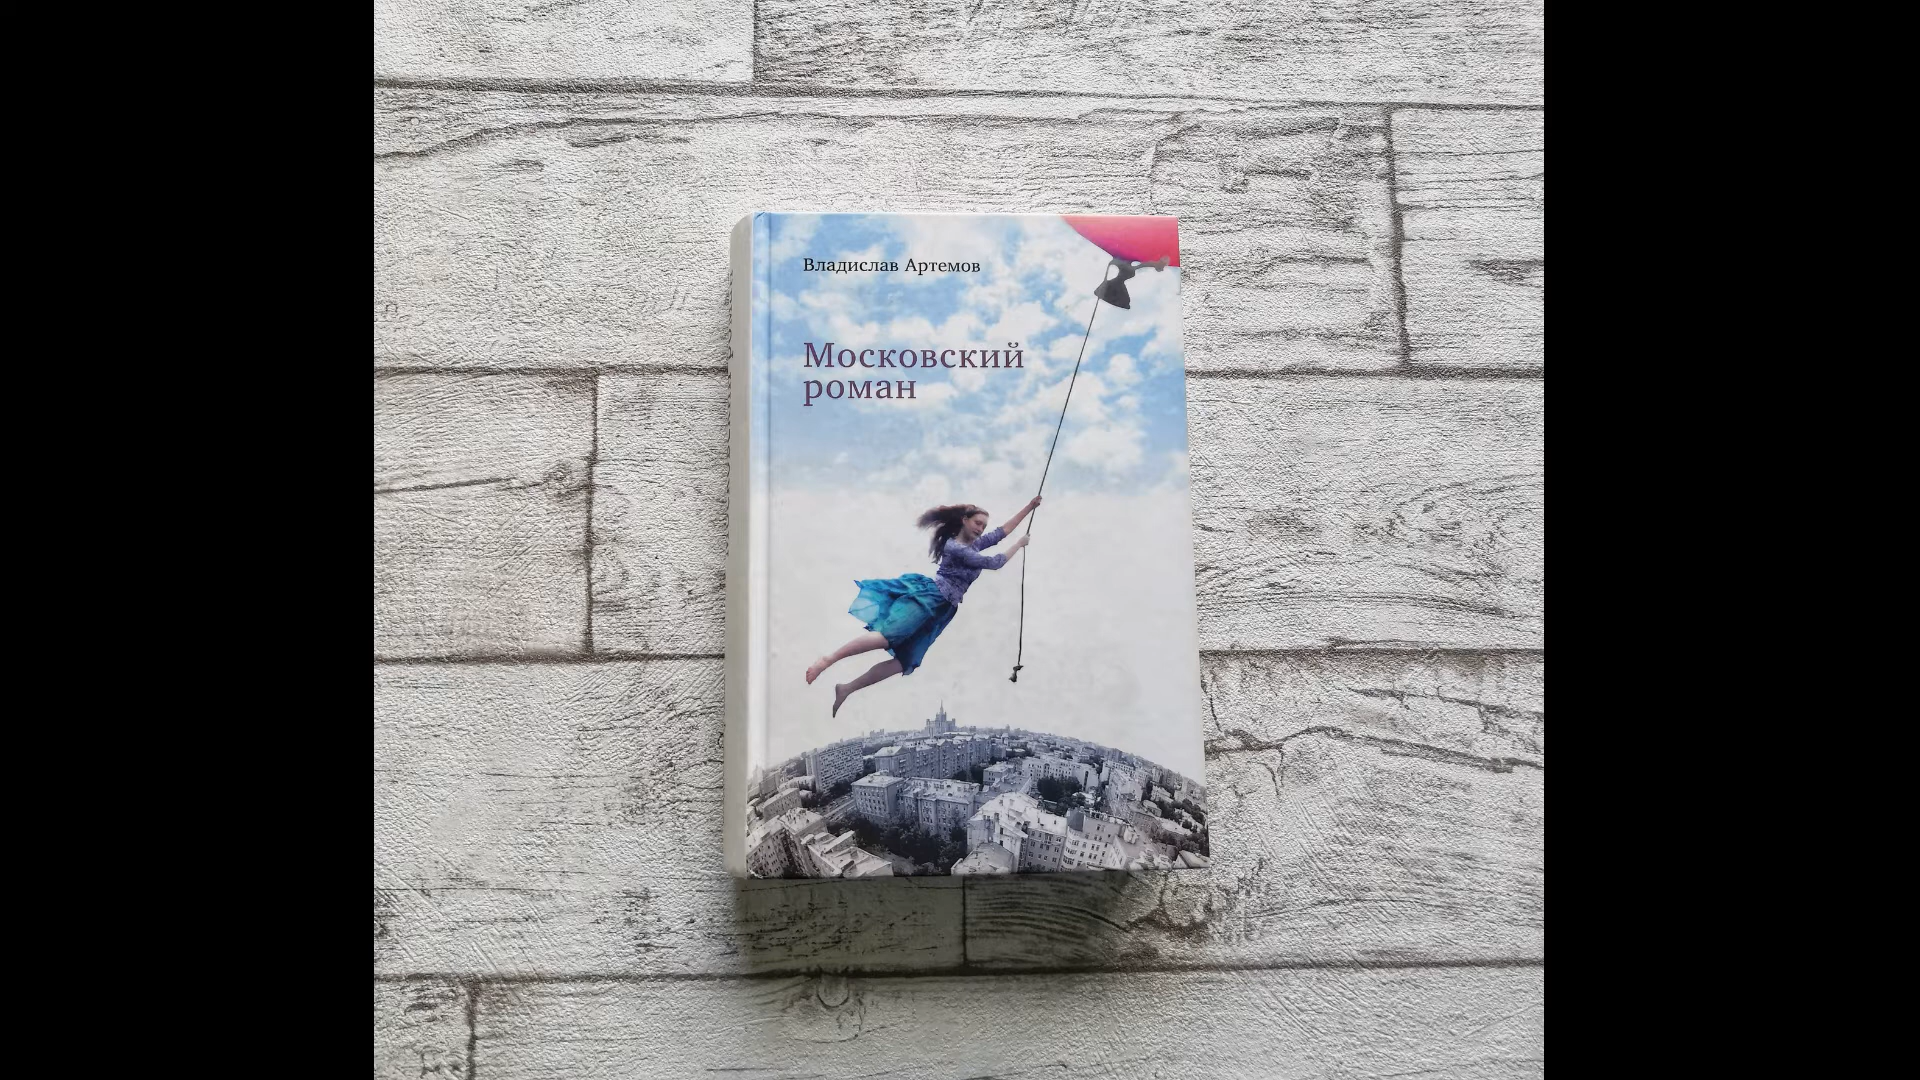 Владислав Артемов
Московский
роман